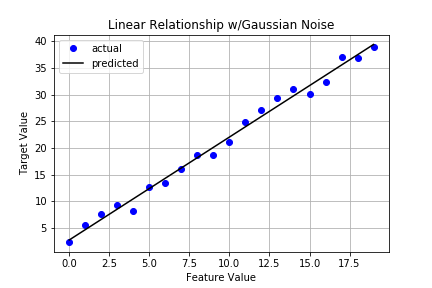 Linear Relationship w/Gaussian Noise
actual
predicted
40
35
30
25
20
15
10
5
Target Value
0.0 2.5 5.0 7.5 10.0 12.5 15.0 17.5
Feature Value